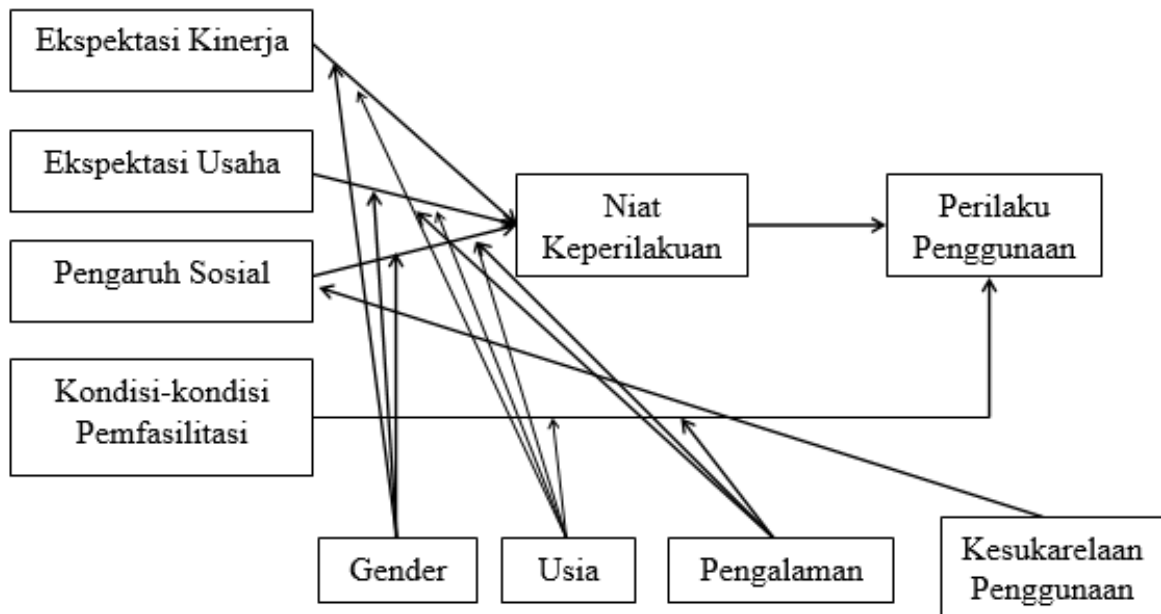 Ekspektasi Kinerja
Ekspektasi Usaha
Pengaruh Sosial
Kondisi-kondisi
Pemfasilitasi
Niat
Keperilakuan
Perilaku
Penggunaan
Gender
Usia
Pengalaman
Kesukarelaan
Penggunaan